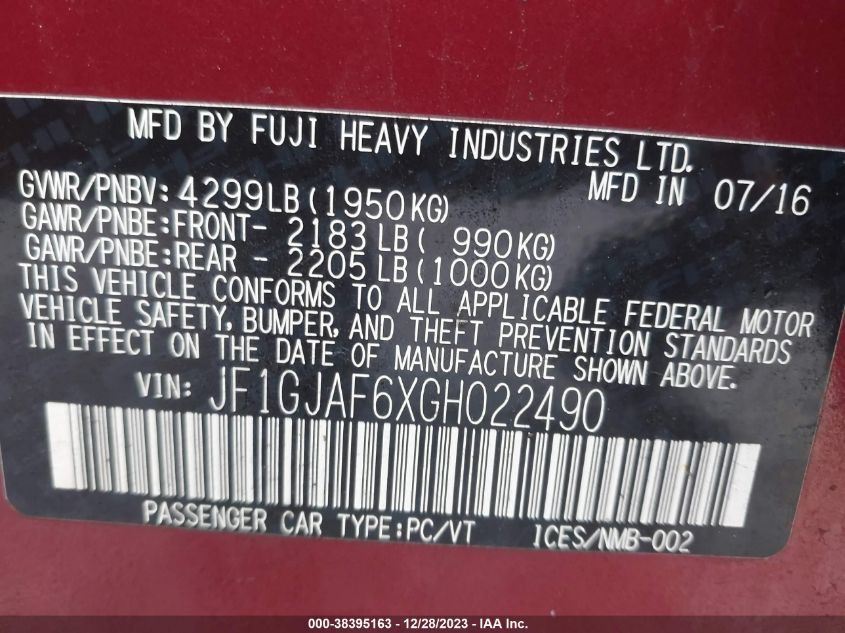 MFD BY FUJI HEAVY INDUSTRIES LTD.
GVWR/PNBV: 4299LB(1950KG) MFD IN 07/16
GAWR/PNBE:FRONT- 2183LB( 990KG)
GAWR/PNBE:REAR - 2205LB(1000KG)
THIS VEHICLE CONFORMS TO ALL APPLICABLE FEDERAL MOTOR
VEHICLE SAFETY, BUMPER, AND THEFT PREVENTION STANDARDS
IN EFFECT ON THE DATE OF MANUFACTURE SHOWN ABOVE.
VIN: JF1GJAF6XGH022490
PASSENGER CAR TYPE:PC/VT ICES/NMB-002
000-38395163 - 12/28/2023 - IAA Inc.